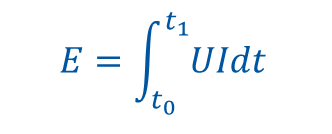 E = ∫_{t_0}^{t_1} UIdt